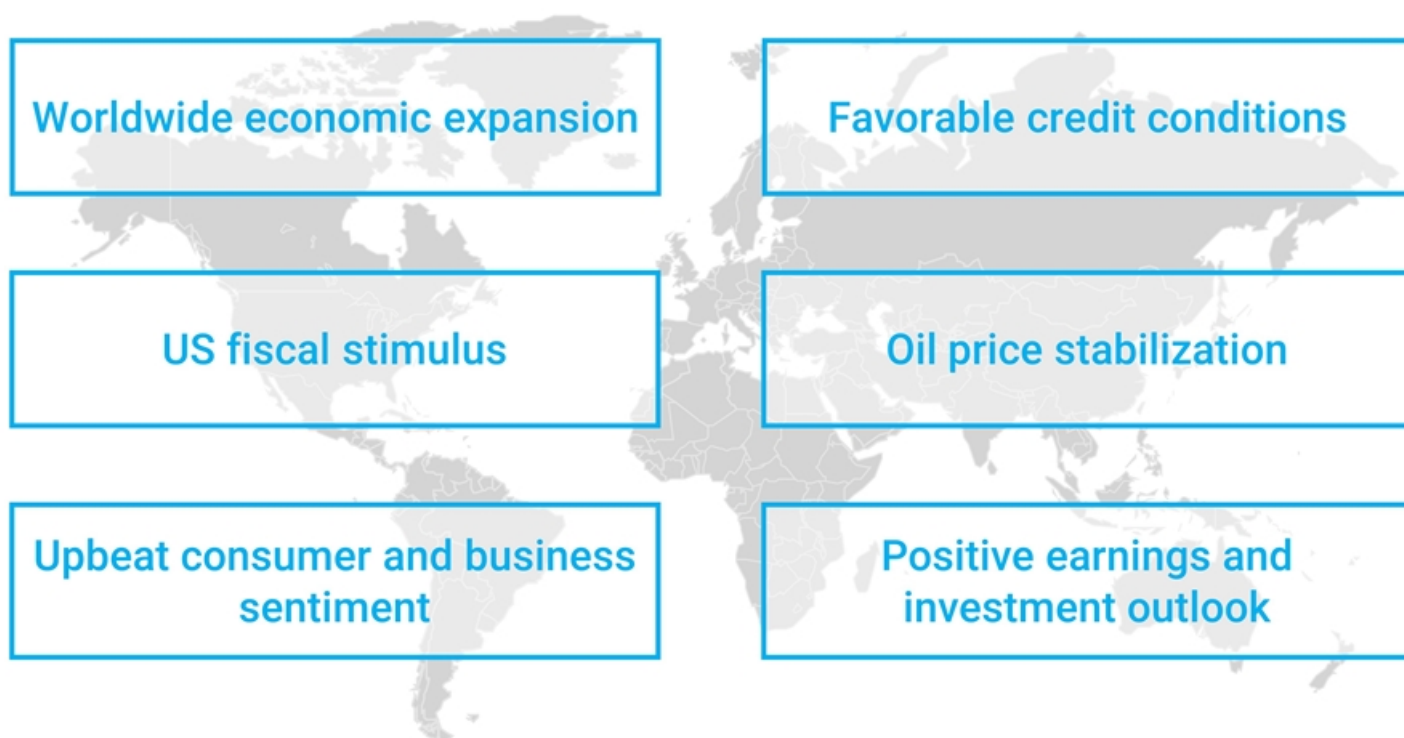 Worldwide economic expansion
Favorable credit conditions
US fiscal stimulus
Oil price stabilization
Upbeat consumer and business
sentiment
Positive earnings and
investment outlook